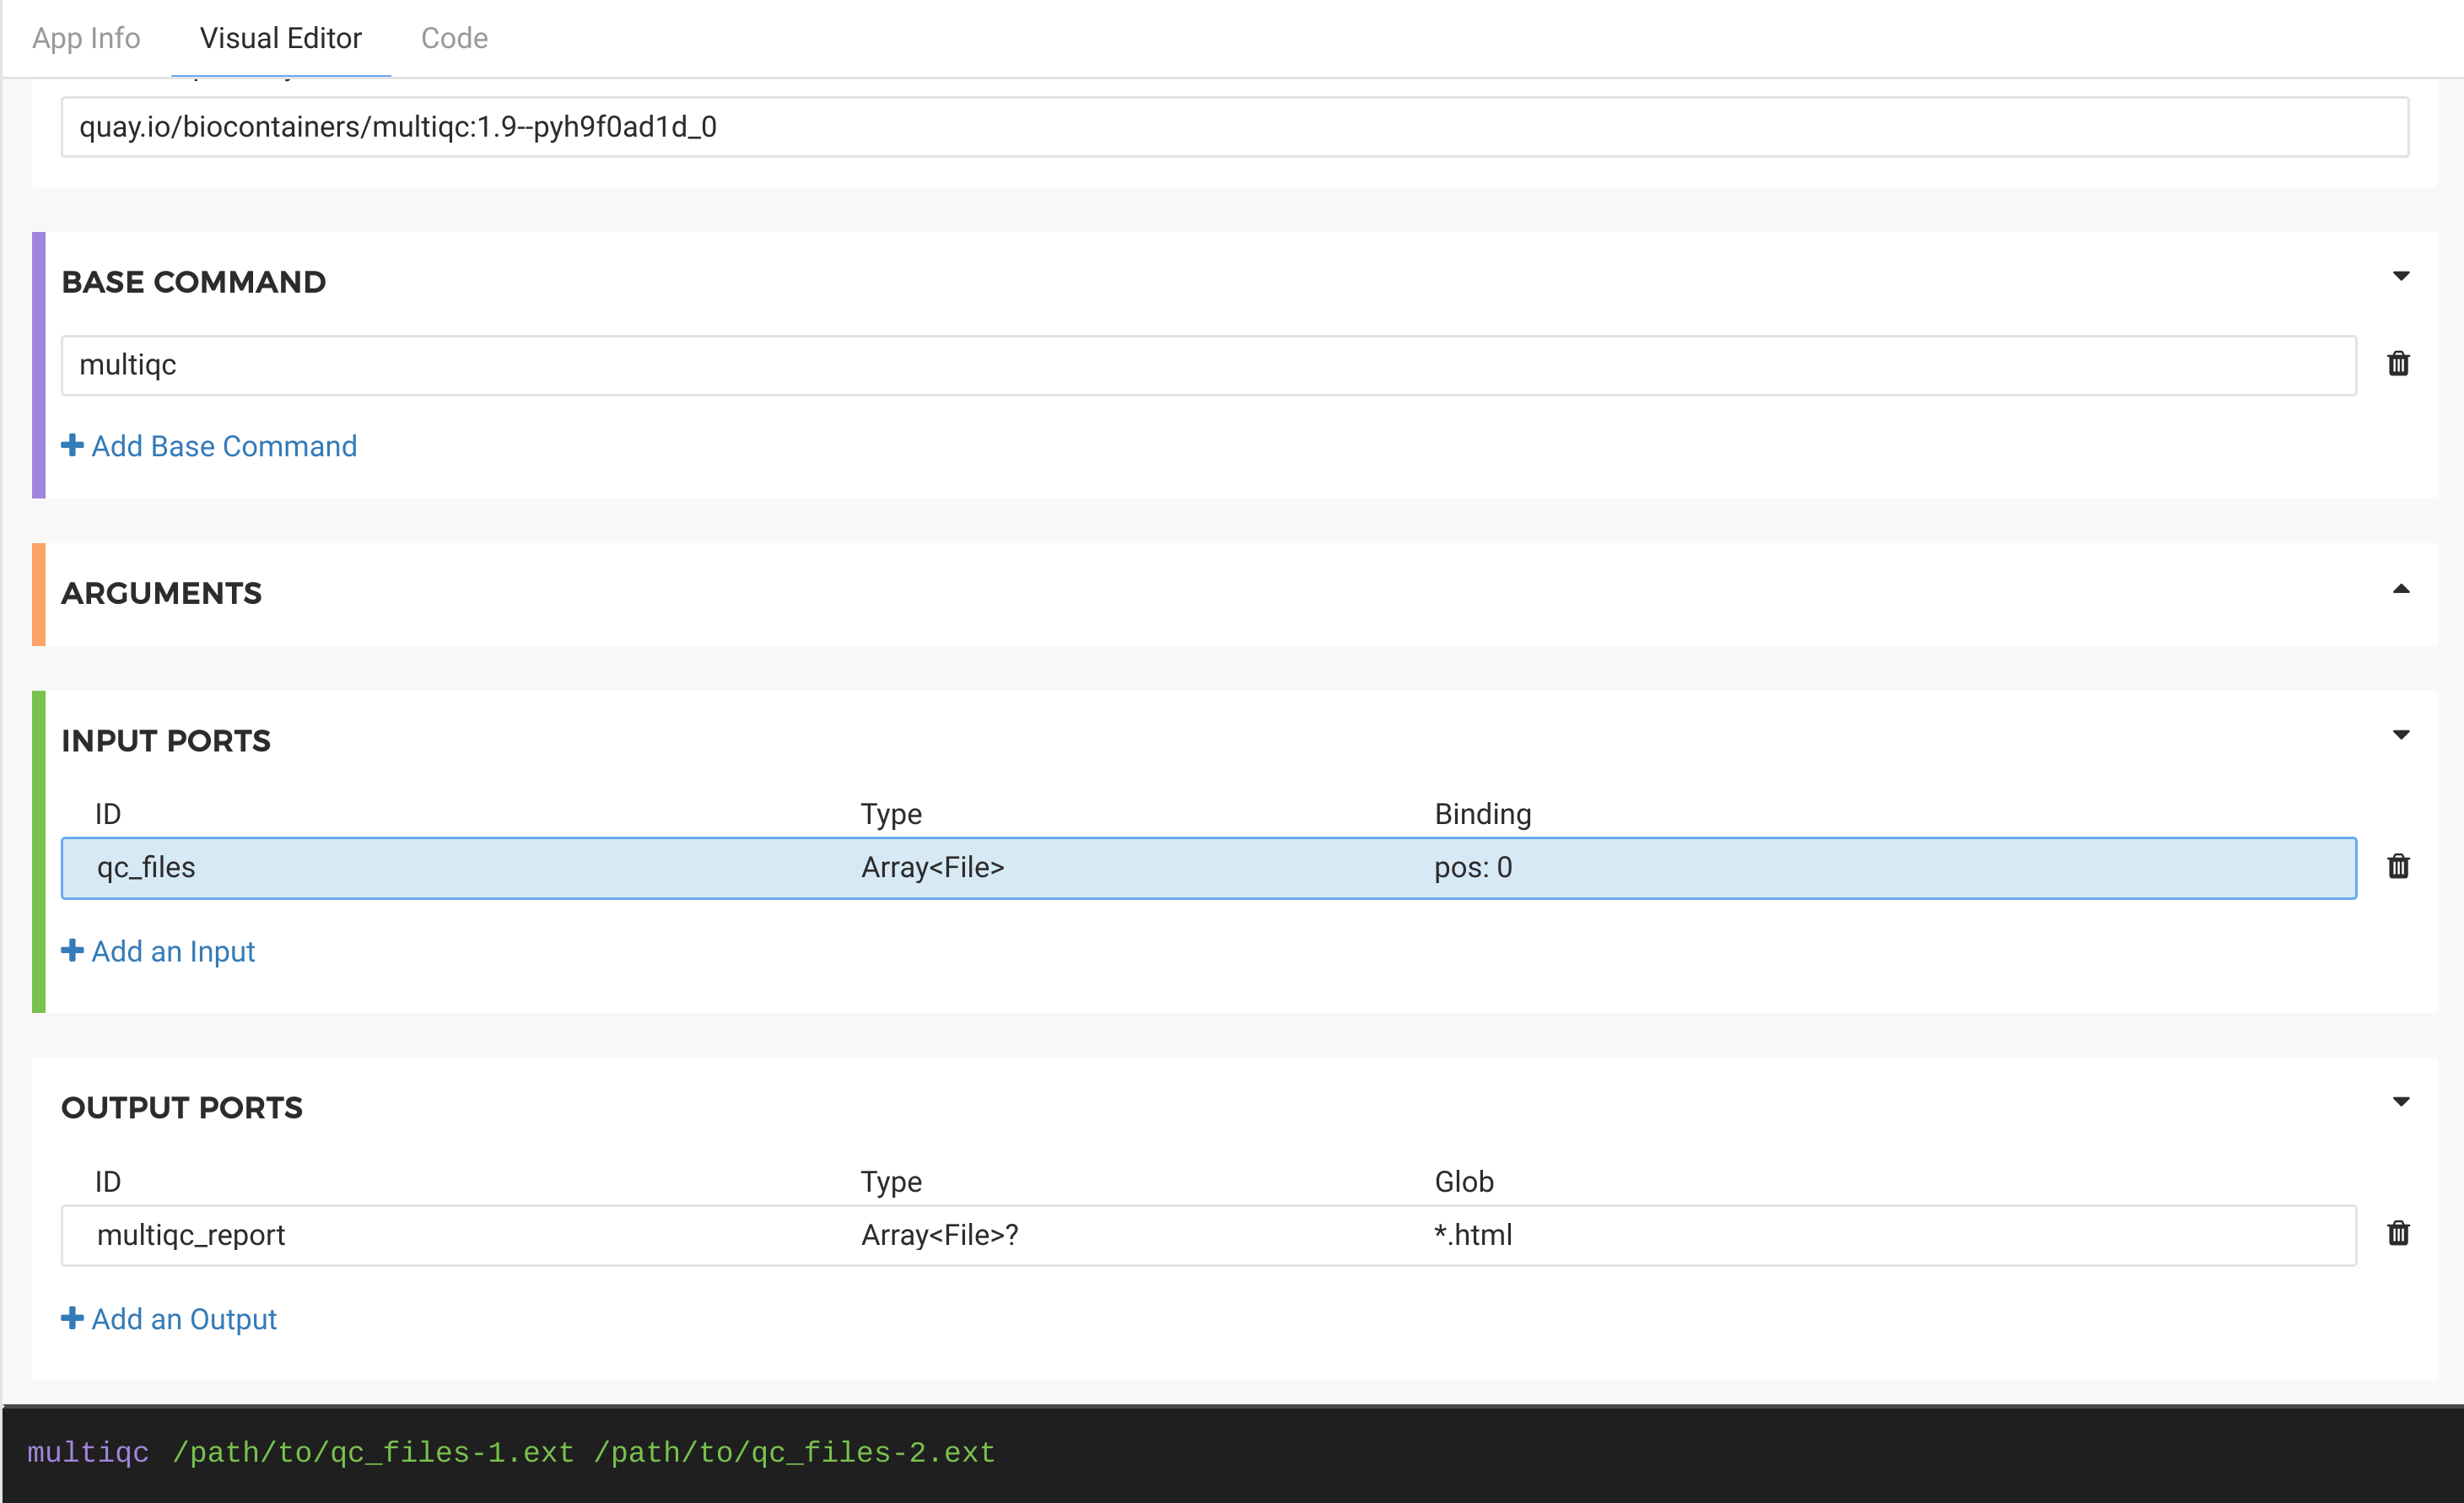 App Info Visual Editor Code
quay.io/biocontainers/multiqc:1.9--pyh9f0ad1d_0
BASE COMMAND
multiqc
Add Base Command
ARGUMENTS
INPUT PORTS
ID Type Binding
qc_files Array<File> pos: 0
Add an Input
OUTPUT PORTS
ID Type Glob
multiqc_report Array<File>? *.html
Add an Output
multiqc /path/to/qc_files-1.ext /path/to/qc_files-2.ext